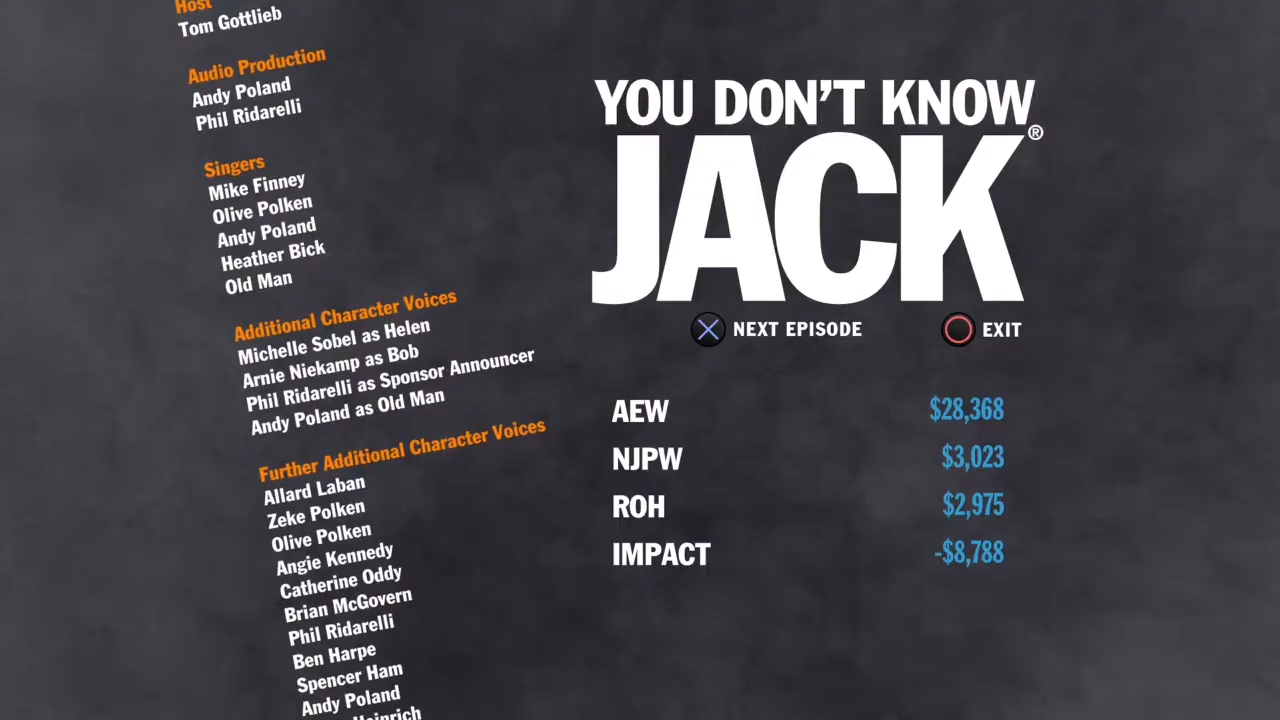 Host
Tom Gottlieb
Audio Production
Andy Poland
Phil Ridarelli
Singers
Mike Finney
Olive Polken
Andy Poland
Heather Bick
Old Man
Additional Character Voices
Michelle Sobel as Helen
Arnie Niekamp as Bob
Phil Ridarelli as Sponsor Announcer
Andy Poland as Old Man
Further Additional Character Voices
Allard Laban
Zeke Polken
Olive Polken
Angie Kennedy
Catherine Oddy
Brian McGovern
Phil Ridarelli
Ben Harpe
Spencer Ham
Andy Poland
Heinrich
YOU DON'T KNOW
JACK®
NEXT EPISODE EXIT
AEW $28,368
NJPW $3,023
ROH $2,975
IMPACT -$8,788